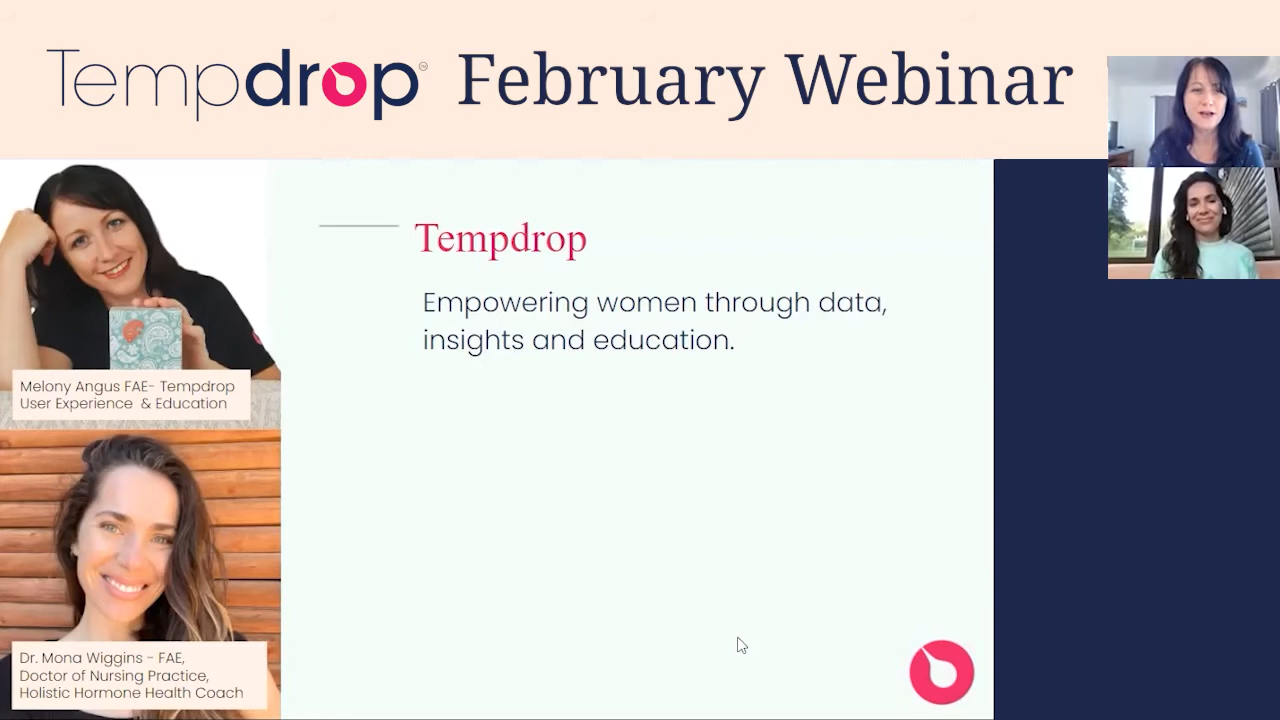 Tempdrop™ February Webinar
Tempdrop
Empowering women through data,
insights and education.
Melony Angus FAE- Tempdrop
User Experience & Education
Dr. Mona Wiggins - FAE,
Doctor of Nursing Practice,
Holistic Hormone Health Coach